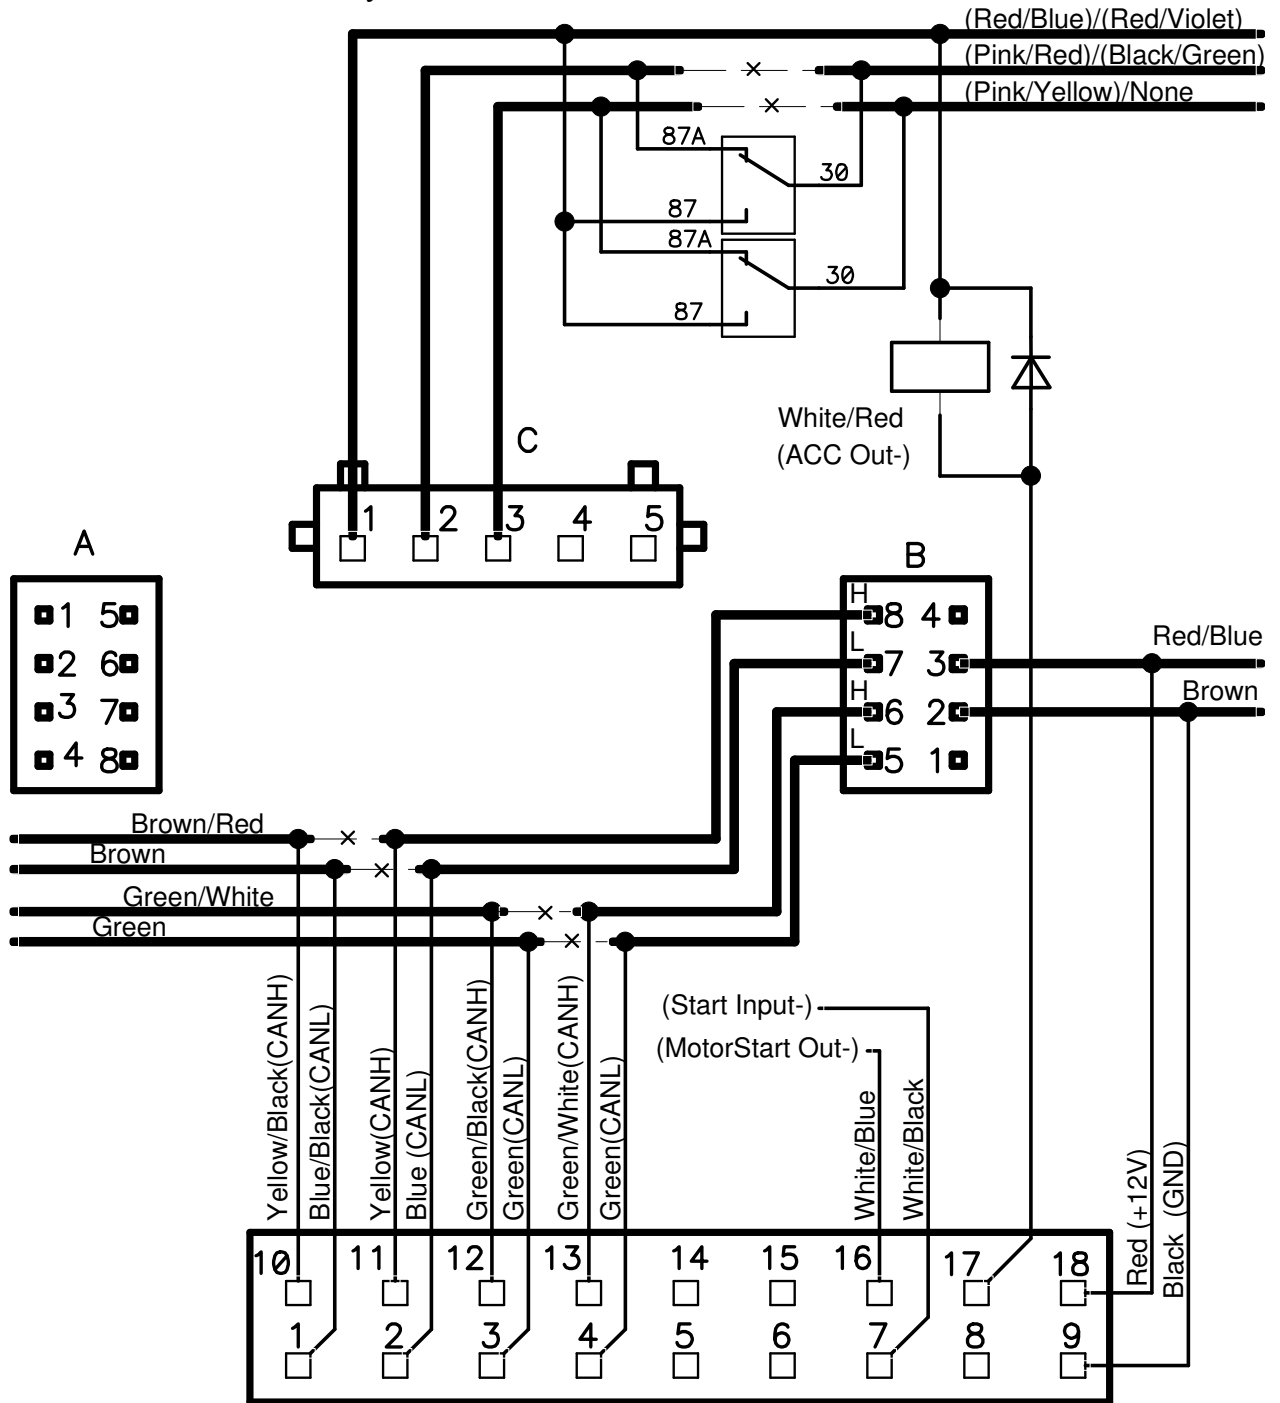 (Red/Blue)/(Red/Violet)
(Pink/Red)/(Black/Green)
(Pink/Yellow)/None
87A
30
87
87A
30
87
White/Red
(ACC Out-)
C
1 2 3 4 5
A
1 5
2 6
3 7
4 8
B
H
8 4
L
7 3
H
6 2
L
5 1
Red/Blue
Brown
Brown/Red
Brown
Green/White
Green
Yellow/Black(CANH)
Blue/Black(CANL)
Yellow(CANH)
Blue (CANL)
Green/Black(CANH)
Green(CANL)
Green/White(CANH)
Green(CANL)
(Start Input-)
(MotorStart Out-)
White/Blue
White/Black
Red (+12V)
Black (GND)
10 11 12 13 14 15 16 17 18
1 2 3 4 5 6 7 8 9